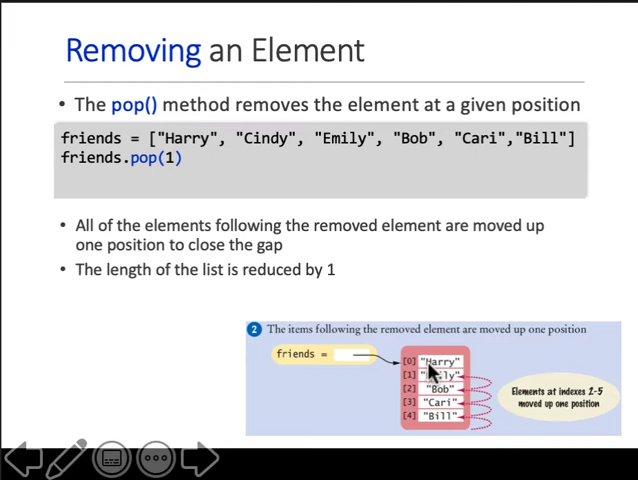 Removing an Element
• The pop() method removes the element at a given position
friends = ["Harry", "Cindy", "Emily", "Bob", "Cari","Bill"]
friends.pop(1)
• All of the elements following the removed element are moved up
one position to close the gap
• The length of the list is reduced by 1
2 The items following the removed element are moved up one position
friends =
[0] "Harry"
[1]
[2] "Bob"
[3] "Cari"
[4] "Bill"
Elements at indexes 2-5
moved up one position